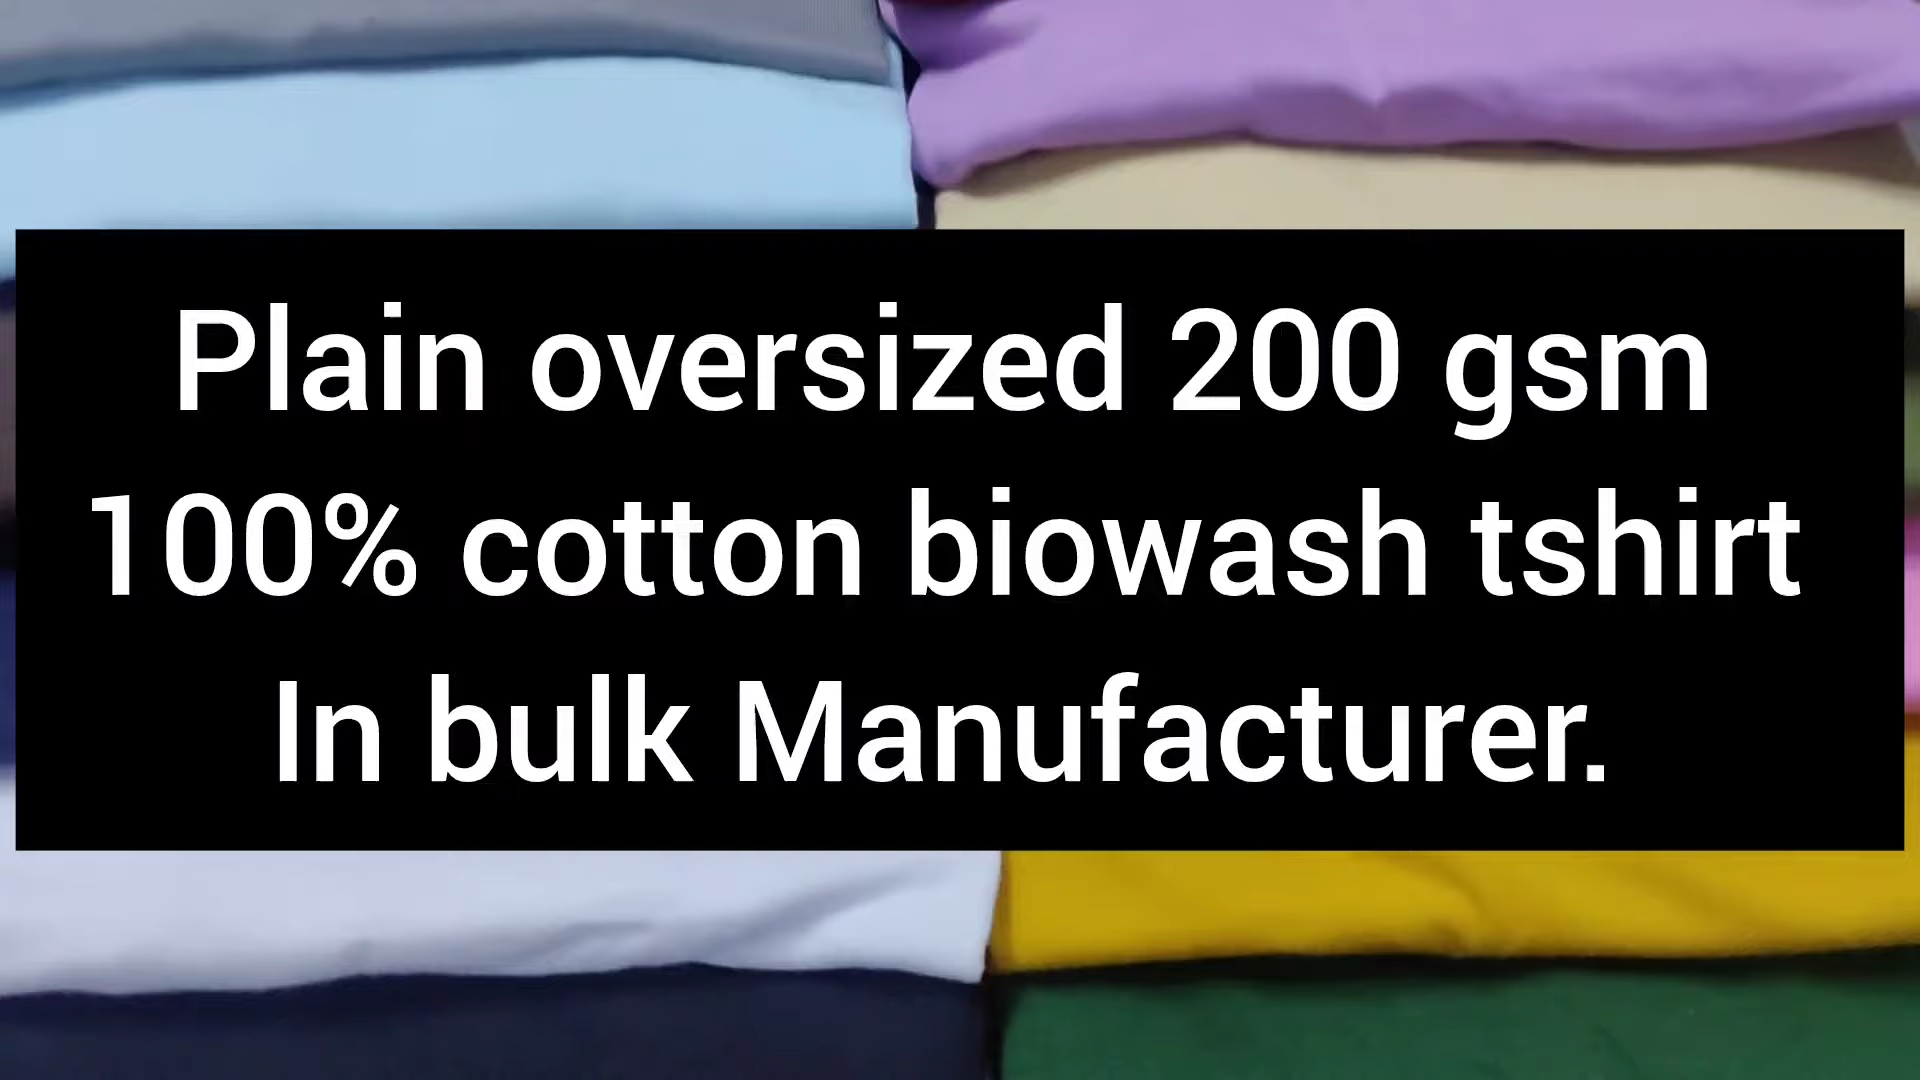 Plain oversized 200 gsm
100% cotton biowash tshirt
In bulk Manufacturer.